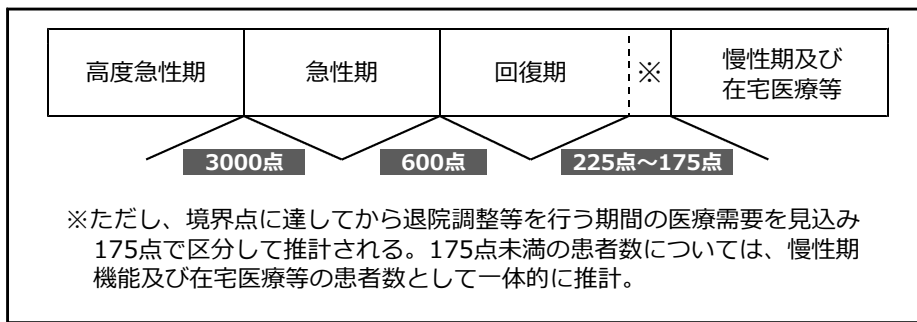 高度急性期
急性期
回復期
※
慢性期及び
在宅医療等
3000点
600点
225点～175点
※ただし、境界点に達してから退院調整等を行う期間の医療需要を見込み
175点で区分して推計される。175点未満の患者数については、慢性期
機能及び在宅医療等の患者数として一体的に推計。